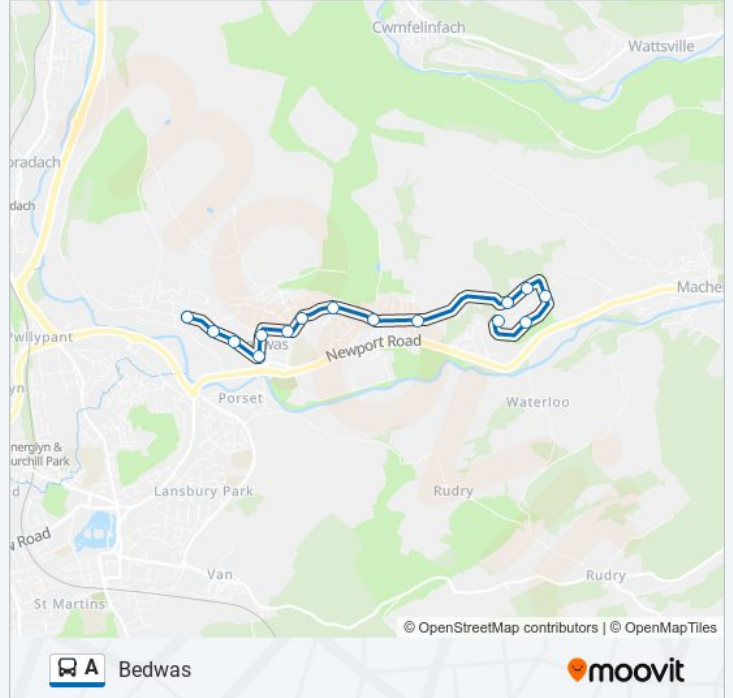 Cwmfelinfach
Wattsville
oradach
dach
Mache
Pwllypant
was
Newport Road
yn
Porset
Waterloo
nerglyn &
urchill Park
d
Lansbury Park
Rudry
w Road
Van
Rudry
St Martins
© OpenStreetMap contributors | © OpenMapTiles
A Bedwas
moovit